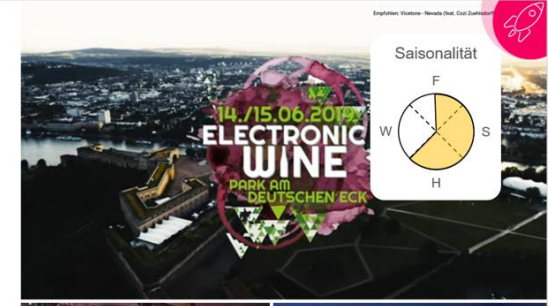 Empfohlen: Vicetone - Nevada (feat. Cozi Zuehlsdorff
Saisonalität
F
W
S
H
14./15.06.2019
ELECTRONIC
WINE
PARK AM
DEUTSCHEN ECK